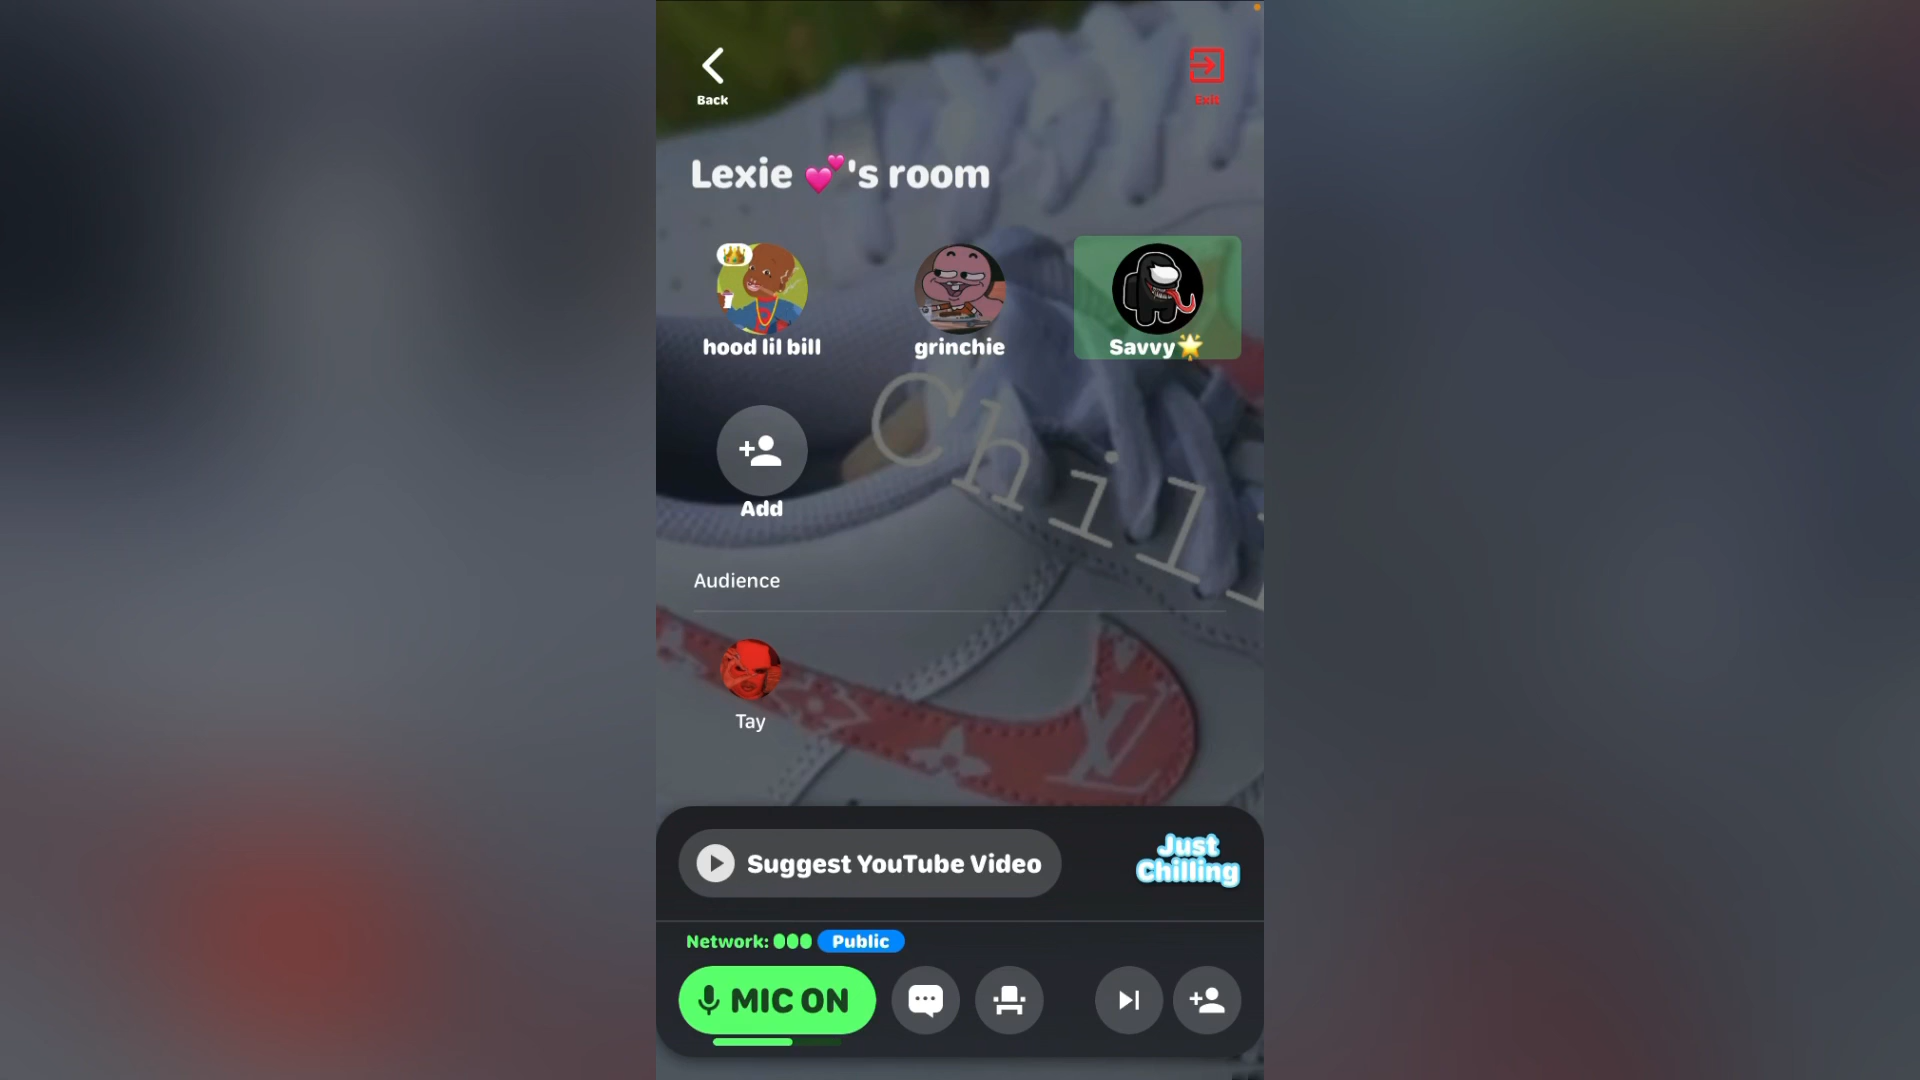 Back
Exit
Lexie 💕's room
hood lil bill
grinchie
Savvy🌟
Add
Chil
Audience
Tay
Suggest YouTube Video
Just
Chilling
Network:
Public
MIC ON